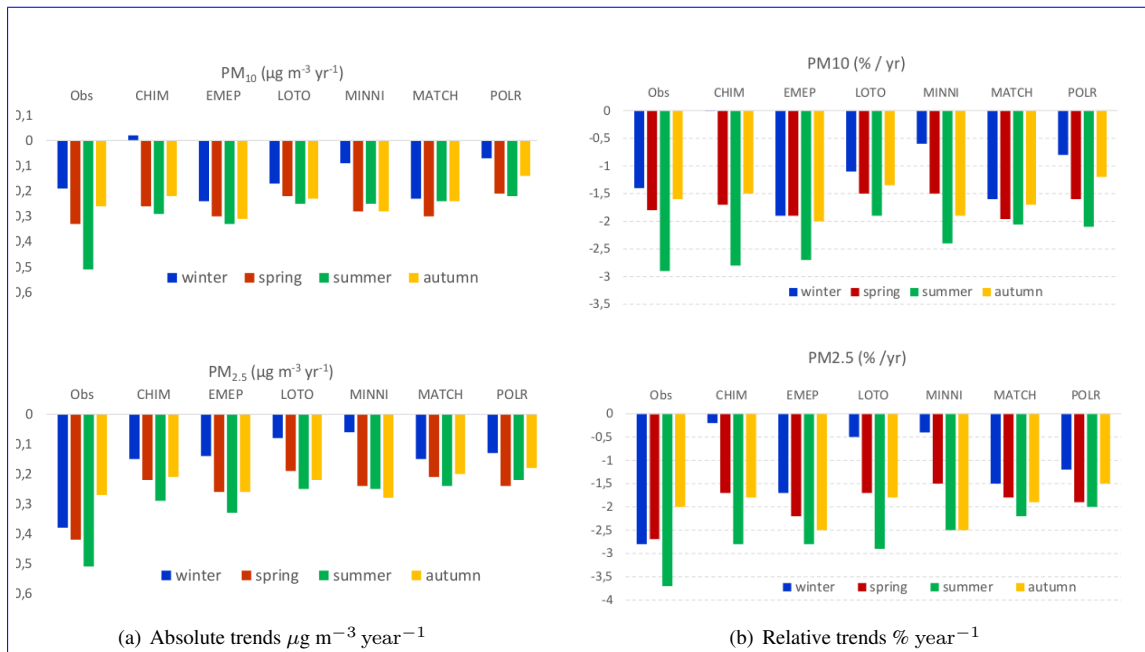 PM₁₀ (µg m⁻³ yr⁻¹)
Obs CHIM EMEP LOTO MINNI MATCH POLR
0,1
0
0,1
0,2
0,3
0,4
0,5
0,6
winter spring summer autumn
PM10 (% / yr)
Obs CHIM EMEP LOTO MINNI MATCH POLR
0
-0,5
-1
-1,5
-2
-2,5
-3
-3,5
winter spring summer autumn
PM₂.₅ (µg m⁻³ yr⁻¹)
Obs CHIM EMEP LOTO MINNI MATCH POLR
0
0,1
0,2
0,3
0,4
0,5
0,6
winter spring summer autumn
(a) Absolute trends µg m⁻³ year⁻¹
PM2.5 (% /yr)
Obs CHIM EMEP LOTO MINNI MATCH POLR
0
-0,5
-1
-1,5
-2
-2,5
-3
-3,5
-4
winter spring summer autumn
(b) Relative trends % year⁻¹